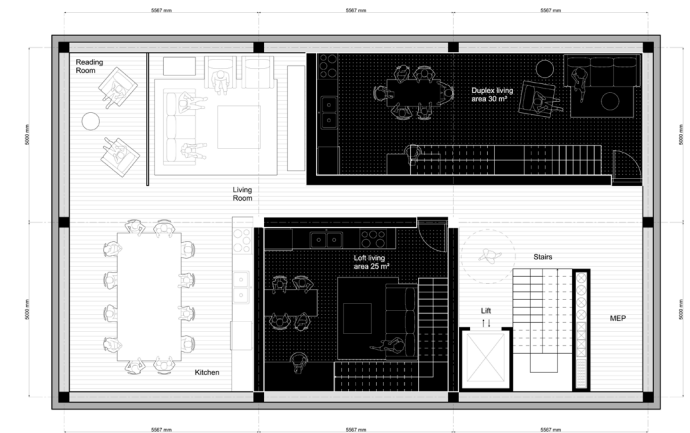 5567 mm 5567 mm 5567 mm
Reading
Room
Duplex living
area 30 m²
5000 mm 5000 mm
Living
Room
Loft living
area 25 m²
Stairs
5000 mm 5000 mm
Lift
MEP
Kitchen
5567 mm 5567 mm 5567 mm